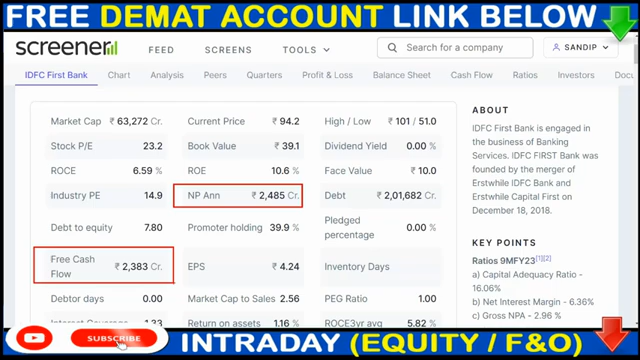 FREE DEMAT ACCOUNT LINK BELOW
screener
FEED
SCREENS
TOOLS
Search for a company
SANDIP
IDFC First Bank
Chart
Analysis
Peers
Quarters
Profit & Loss
Balance Sheet
Cash Flow
Ratios
Investors
Market Cap ₹ 63,272 Cr.
Current Price ₹ 94.2
High / Low ₹ 101 / 51.0
Stock P/E 23.2
Book Value ₹ 39.1
Dividend Yield 0.00 %
ROCE 6.59 %
ROE 10.6 %
Face Value ₹ 10.0
Industry PE 14.9
NP Ann ₹ 2,485 Cr.
Debt ₹ 2,01,682 Cr.
Debt to equity 7.80
Promoter holding 39.9 %
Pledged
percentage 0.00 %
Free Cash
Flow ₹ 2,383 Cr.
EPS ₹ 4.24
Inventory Days
Debtor days 0.00
Market Cap to Sales 2.56
PEG Ratio 1.00
Return on assets 1.16 %
ROCE3yr avg 5.82 %
ABOUT
IDFC First Bank is engaged in
the business of Banking
Services. IDFC FIRST Bank was
founded by the merger of
Erstwhile IDFC Bank and
Erstwhile Capital First on
December 18, 2018.
KEY POINTS
Ratios 9MFY23[1][2]
a) Capital Adequacy Ratio -
16.06%
b) Net Interest Margin - 6.36%
c) Gross NPA - 2.96 %
SUBSCRIBE
INTRADAY (EQUITY / F&O)